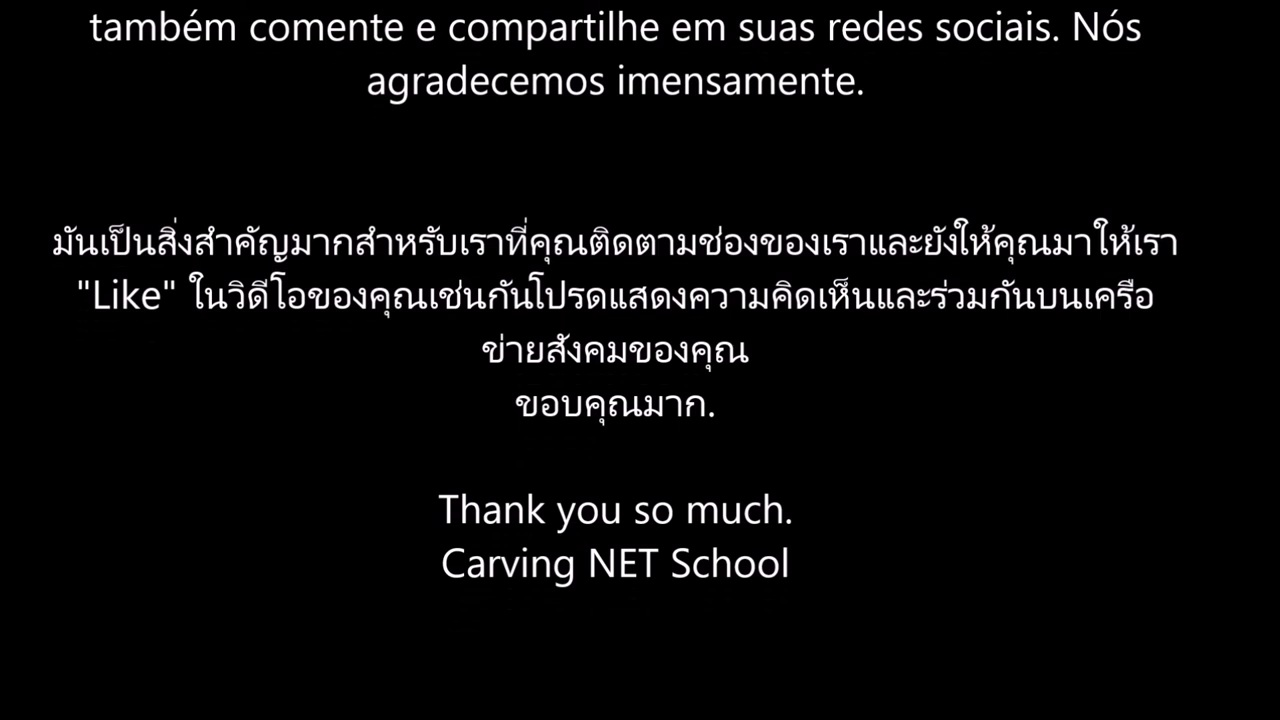 também comente e compartilhe em suas redes sociais. Nós
agradecemos imensamente.
มันเป็นสิ่งสำคัญมากสำหรับเราที่คุณติดตามช่องของเราและยังให้คุณมาให้เรา
"Like" ในวิดีโอของคุณเช่นกันโปรดแสดงความคิดเห็นและร่วมกันบนเครือ
ข่ายสังคมของคุณ
ขอบคุณมาก.
Thank you so much.
Carving NET School